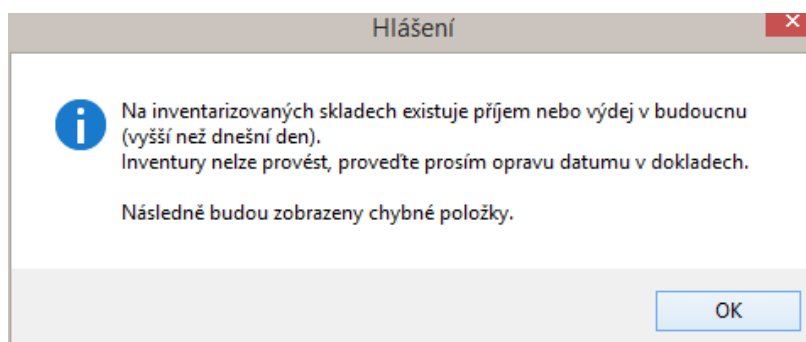 Hlášení
Na inventarizovaných skladech existuje příjem nebo výdej v budoucnu
(vyšší než dnešní den).
Inventury nelze provést, proveďte prosím opravu datumu v dokladech.
Následně budou zobrazeny chybné položky.
OK